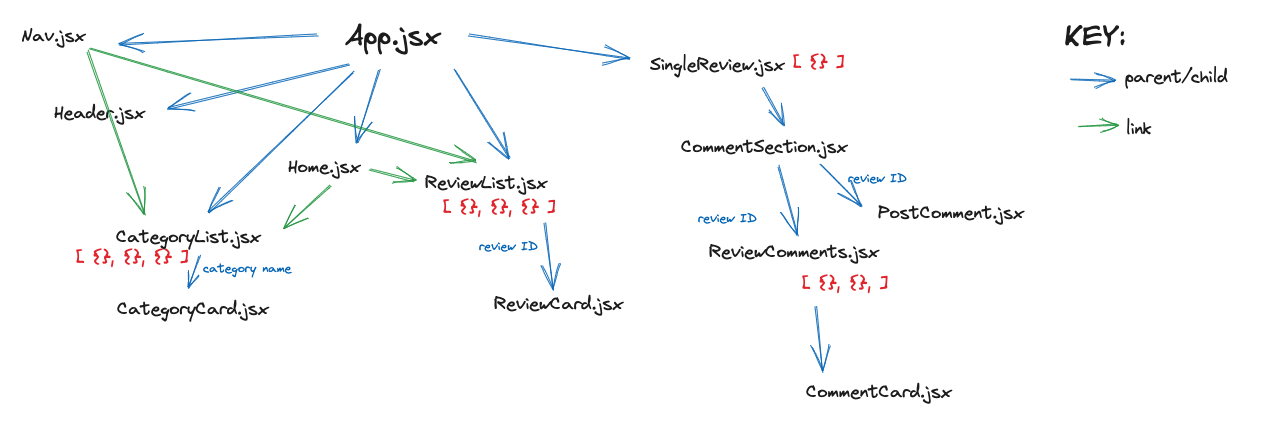 Nav.jsx
App.jsx
KEY:
SingleReview.jsx [ {} ]
parent/child
Header.jsx
link
CommentSection.jsx
Home.jsx
ReviewList.jsx
[ {}, {}, {} ]
review ID
PostComment.jsx
review ID
CategoryList.jsx
[ {}, {}, {} ]
category name
review ID
ReviewComments.jsx
[ {}, {}, ]
CategoryCard.jsx
ReviewCard.jsx
CommentCard.jsx